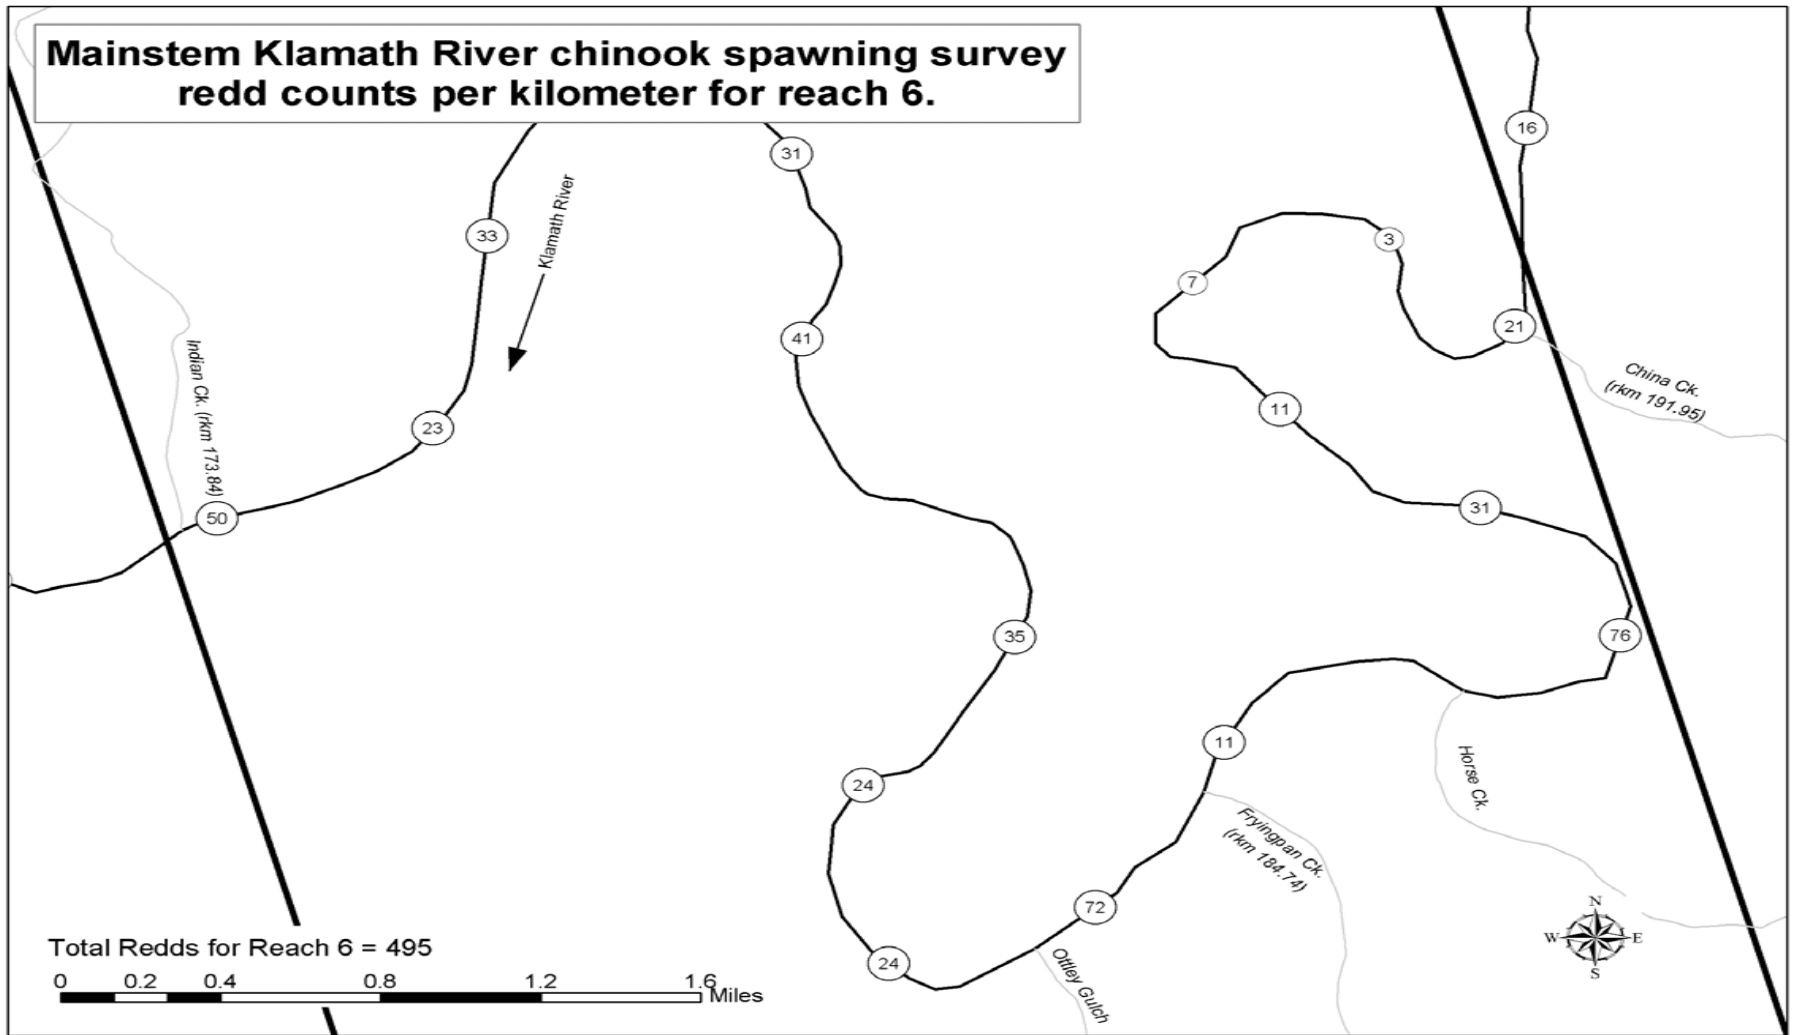 Mainstem Klamath River chinook spawning survey
redd counts per kilometer for reach 6.
16
31
33
3
Klamath River
7
21
41
Indian Ck. (rkm 173.84)
China Ck.
(rkm 191.95)
11
23
31
50
35
76
11
Horse Ck.
24
Fryingpan Ck.
(rkm 184.74)
72
N
W
E
S
24
Ottley Gulch
Total Redds for Reach 6 = 495
0 0.2 0.4 0.8 1.2 1.6
Miles